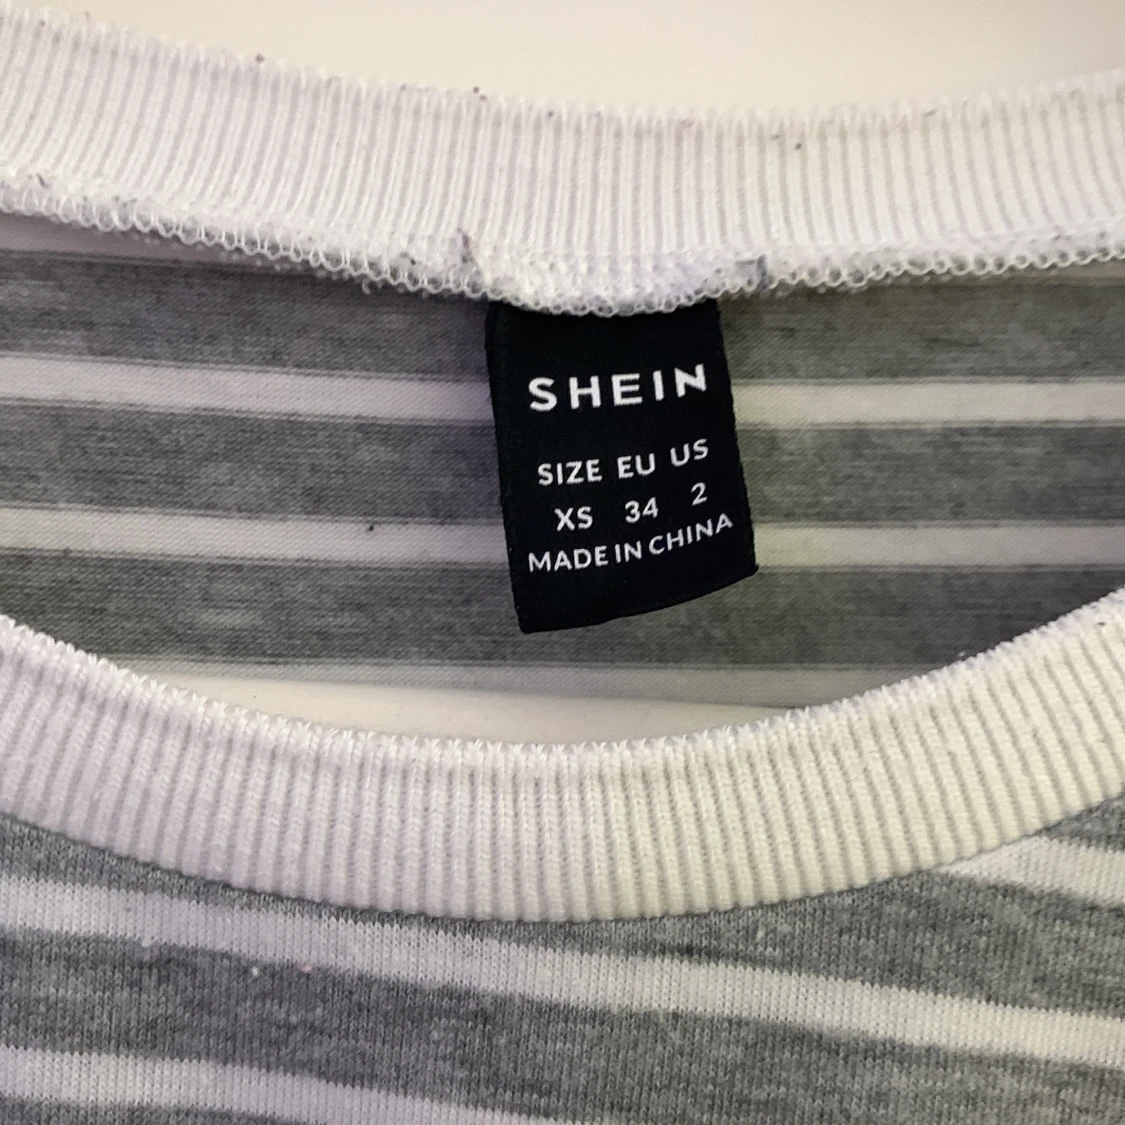 SHEIN
SIZE EU US
XS 34 2
MADE IN CHINA